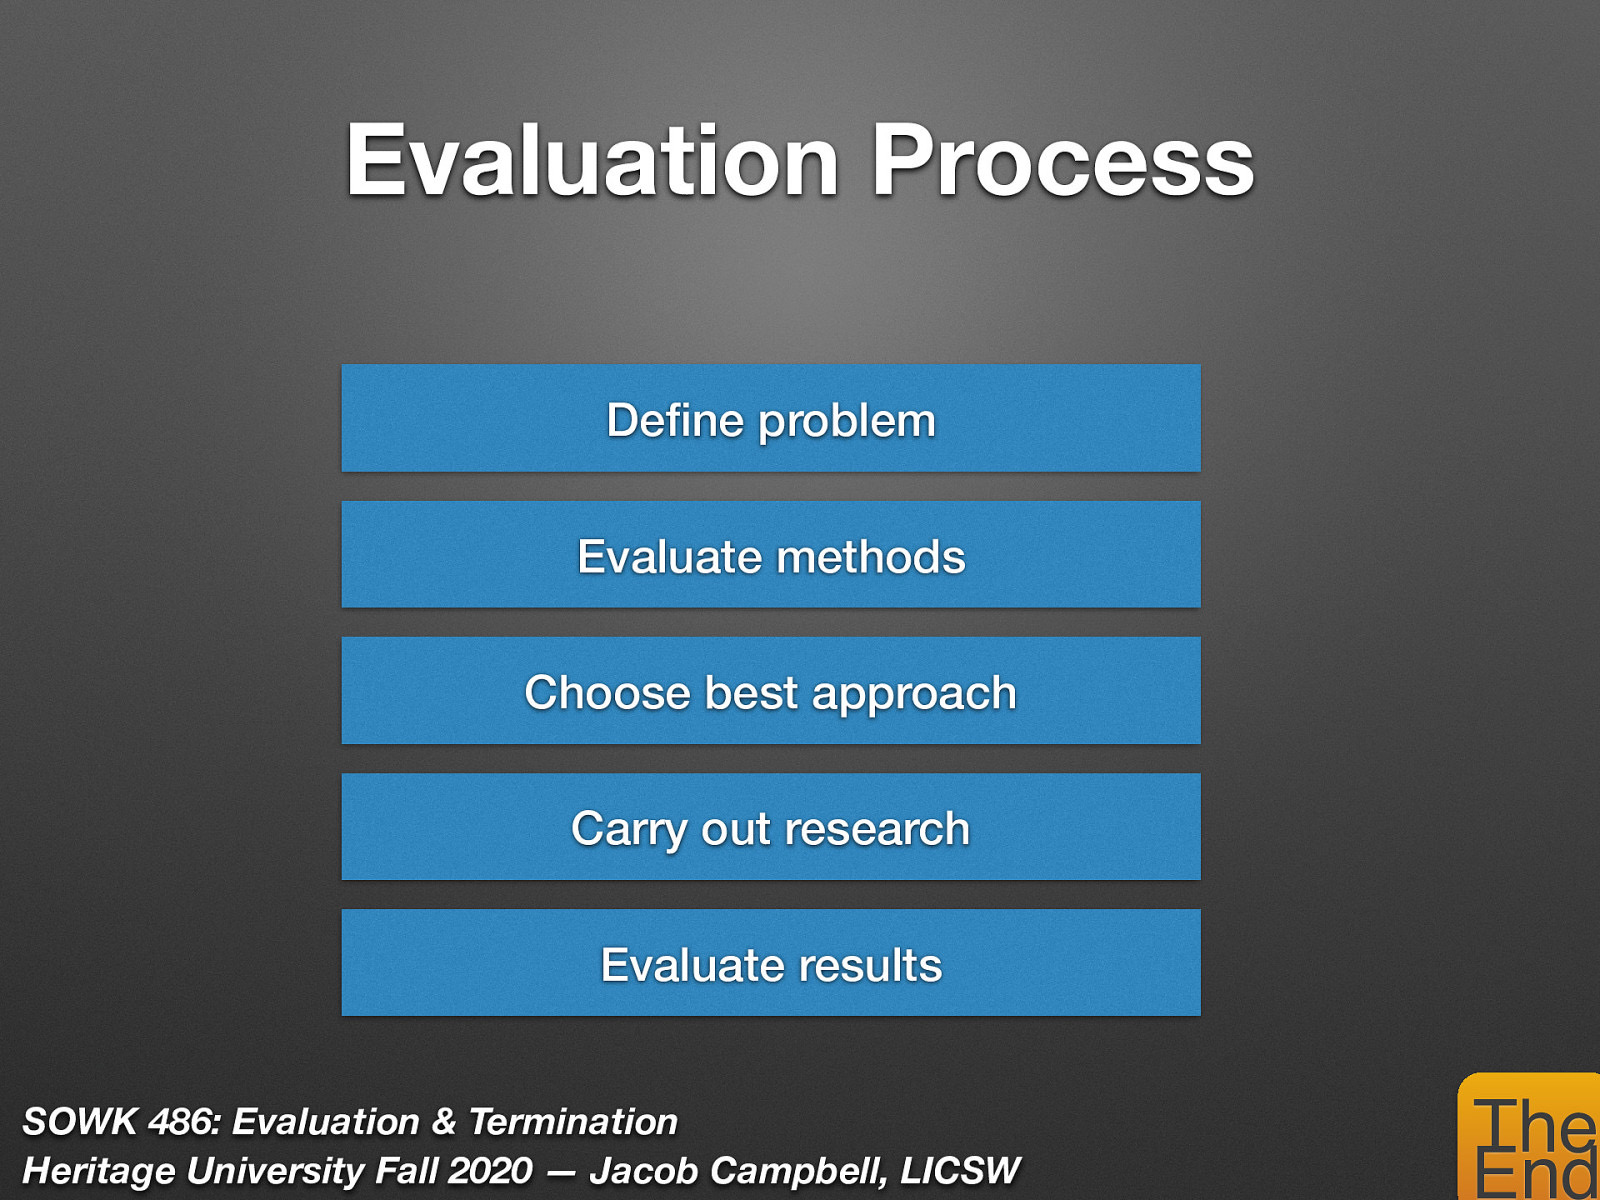 Evaluation Process
Define problem
Evaluate methods
Choose best approach
Carry out research
Evaluate results
SOWK 486: Evaluation & Termination
Heritage University Fall 2020 — Jacob Campbell, LICSW
The
End